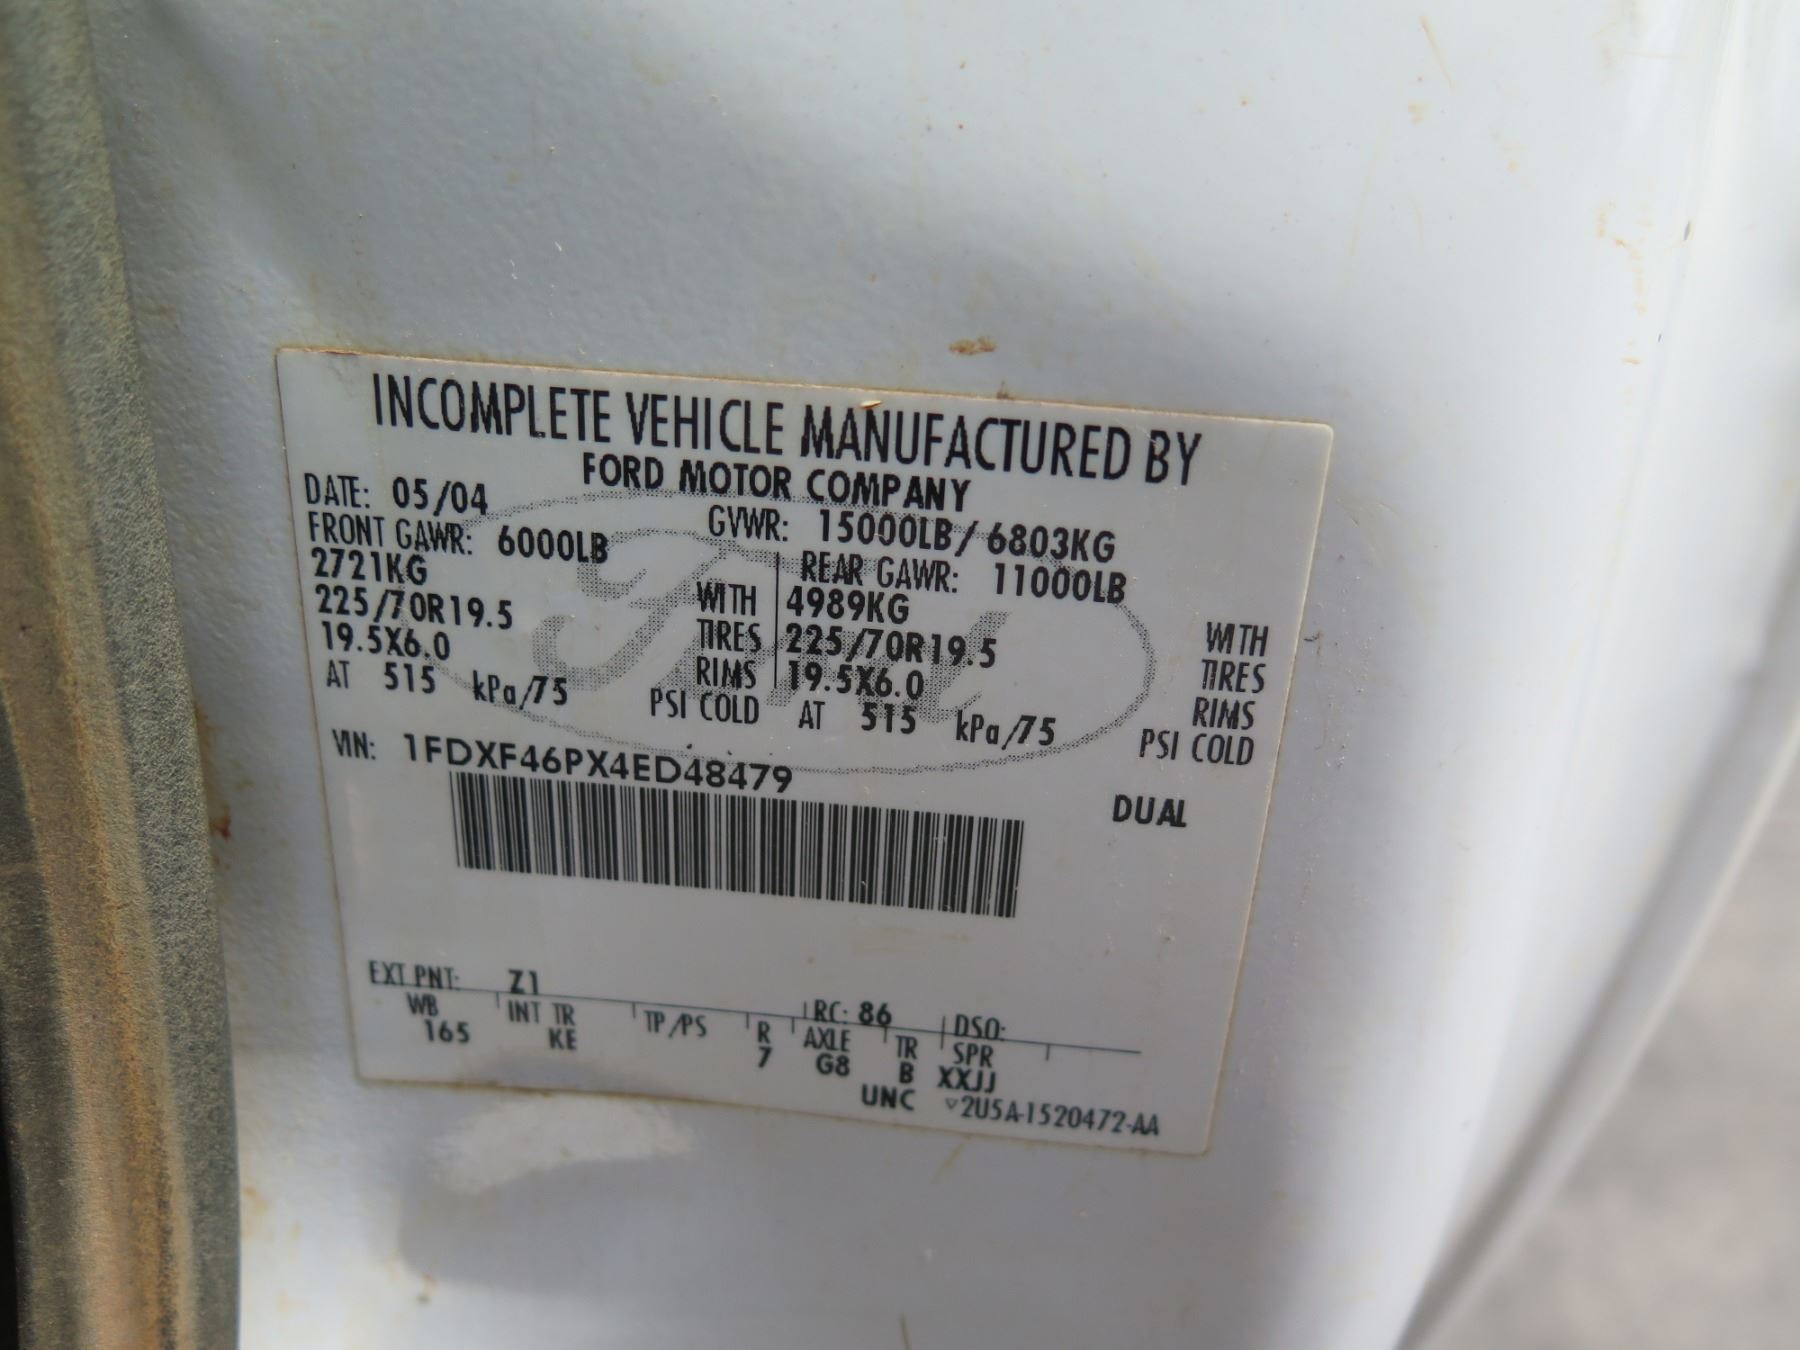 INCOMPLETE VEHICLE MANUFACTURED BY
FORD MOTOR COMPANY
DATE: 05/04 GVWR: 15000LB/6803KG
FRONT GAWR: 6000LB REAR GAWR: 11000LB
2721KG WITH 4989KG WITH
225/70R19.5 TIRES 225/70R19.5 TIRES
19.5X6.0 RIMS 19.5X6.0 RIMS
AT 515 kPa/75 PSI COLD AT 515 kPa/75 PSI COLD
VIN: 1FDXF46PX4ED48479
DUAL
EXT PNT: Z1 RC: 86 DSO:
WB INT TR TP/PS R AXLE TR SPR
165 KE 7 G8 B XXJJ
UNC ▽2U5A-1520472-AA
Ford